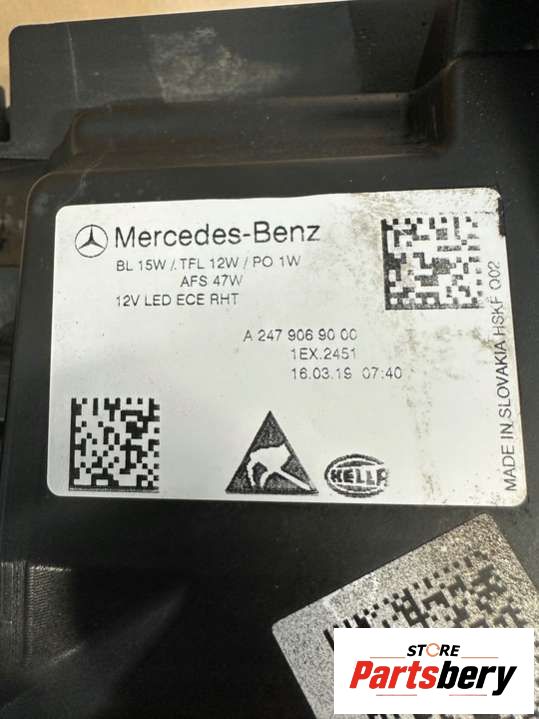 Mercedes-Benz
BL 15W /.TFL 12W / PO 1W
AFS 47W
12V LED ECE RHT
A 247 906 90 00
1EX.2451
16.03.19 07:40
HELLA
MADE IN SLOVAKIA HSKF Q02
STORE
Partsbery